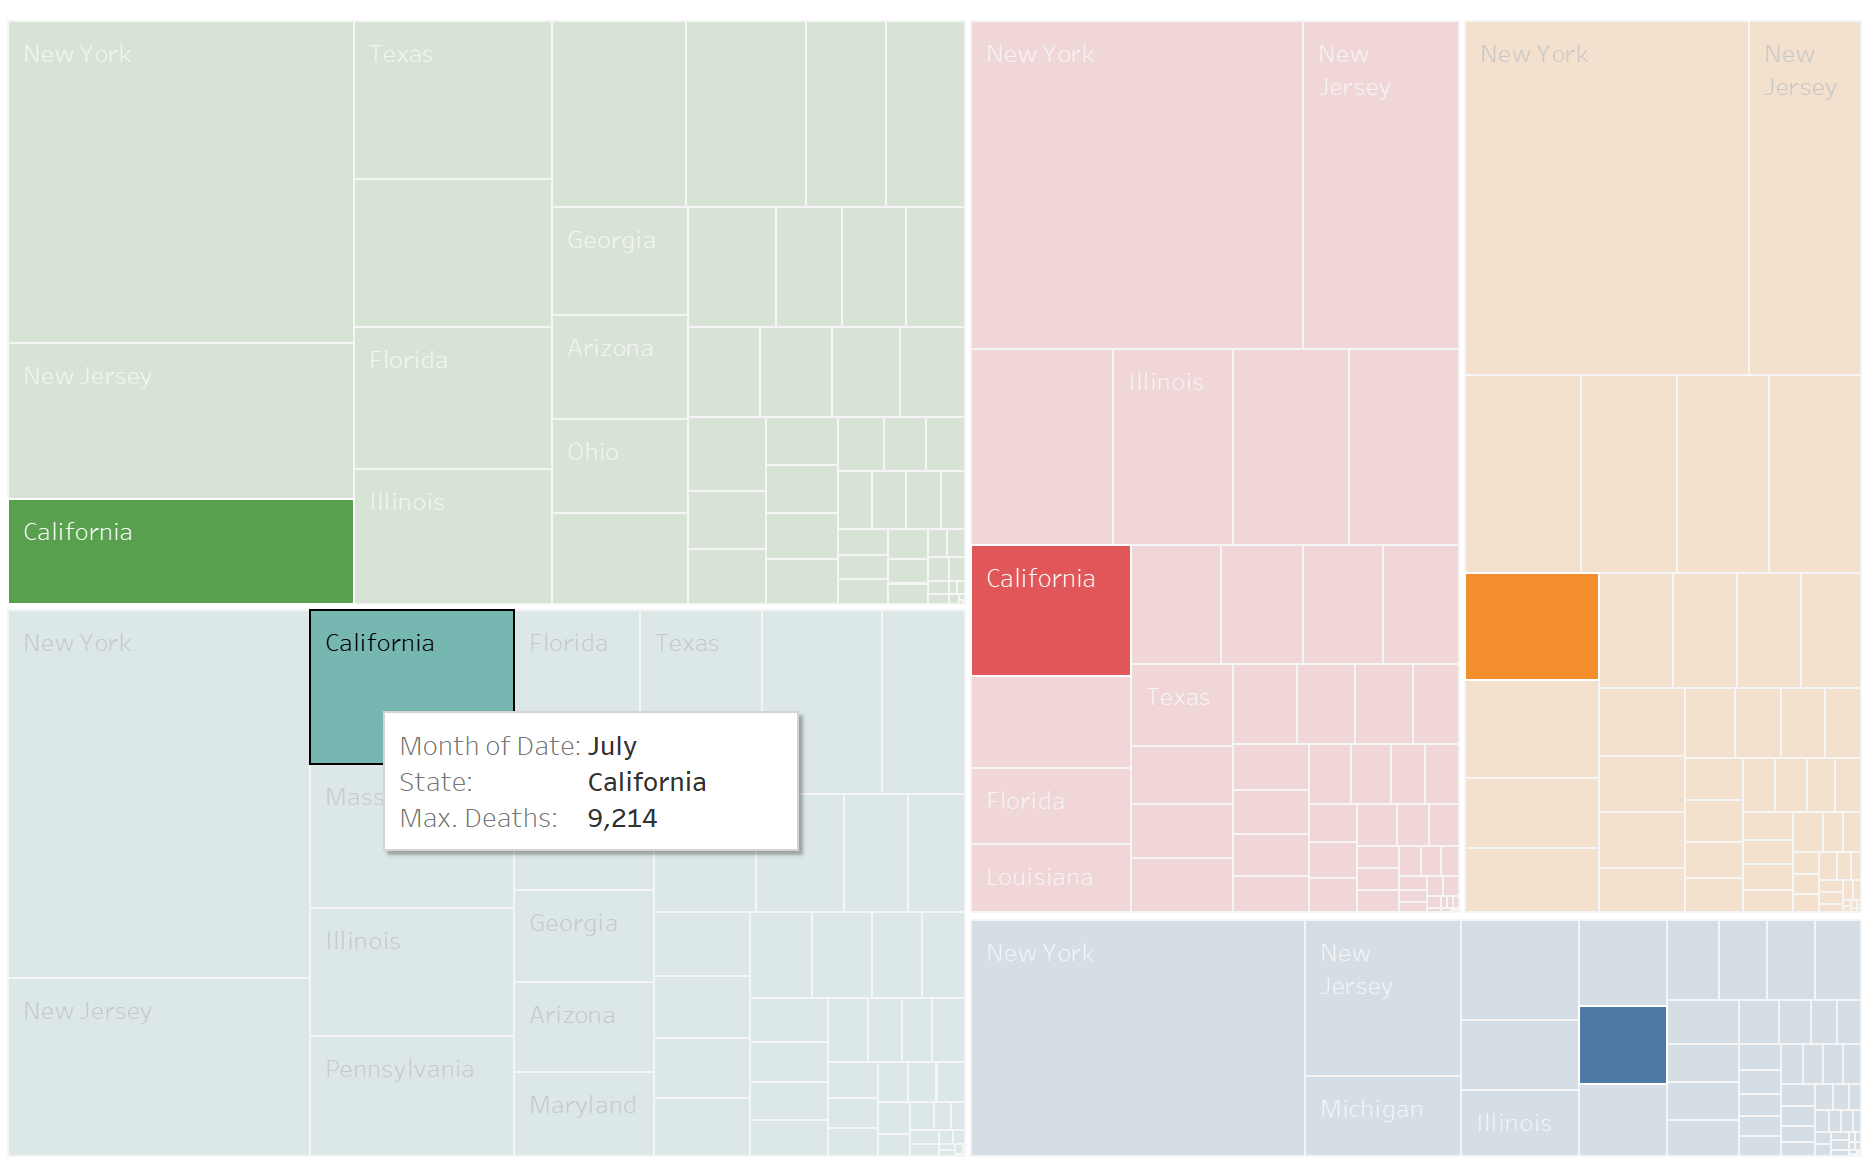 New York
Texas
Georgia
New Jersey
Florida
Arizona
Ohio
Illinois
California
New York
New
Jersey
Illinois
California
Texas
Florida
Louisiana
New York
New
Jersey
New York
California
Florida
Texas
Mass
Month of Date: July
State: California
Max. Deaths: 9,214
Illinois
Georgia
New Jersey
Arizona
Pennsylvania
Maryland
New York
New
Jersey
Michigan
Illinois